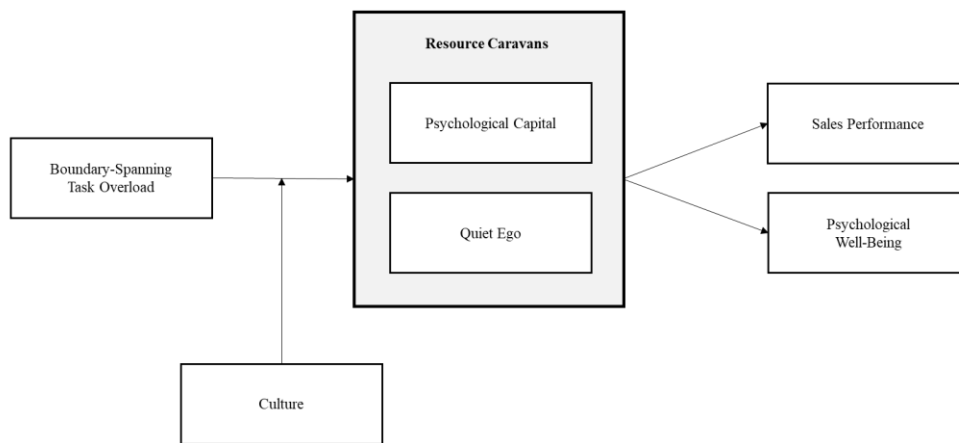 Resource Caravans
Psychological Capital
Sales Performance
Boundary-Spanning
Task Overload
Quiet Ego
Psychological
Well-Being
Culture